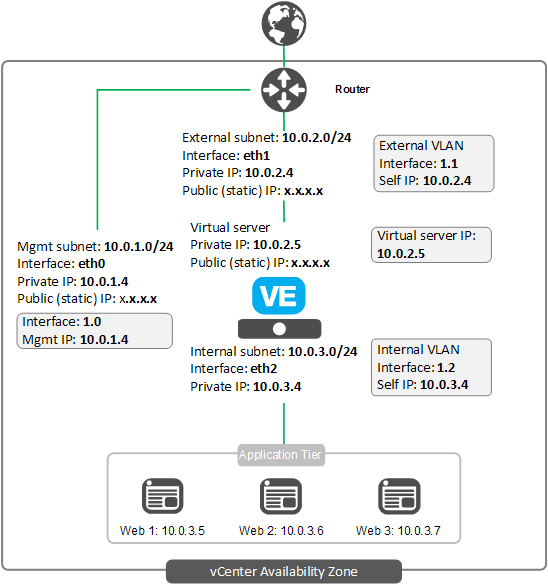 Router
External subnet: 10.0.2.0/24
Interface: eth1
Private IP: 10.0.2.4
Public (static) IP: x.x.x.x
External VLAN
Interface: 1.1
Self IP: 10.0.2.4
Virtual server
Private IP: 10.0.2.5
Public (static) IP: x.x.x.x
Virtual server IP:
10.0.2.5
Mgmt subnet: 10.0.1.0/24
Interface: eth0
Private IP: 10.0.1.4
Public (static) IP: x.x.x.x
Interface: 1.0
Mgmt IP: 10.0.1.4
VE
Internal subnet: 10.0.3.0/24
Interface: eth2
Private IP: 10.0.3.4
Internal VLAN
Interface: 1.2
Self IP: 10.0.3.4
Application Tier
Web 1: 10.0.3.5
Web 2: 10.0.3.6
Web 3: 10.0.3.7
vCenter Availability Zone